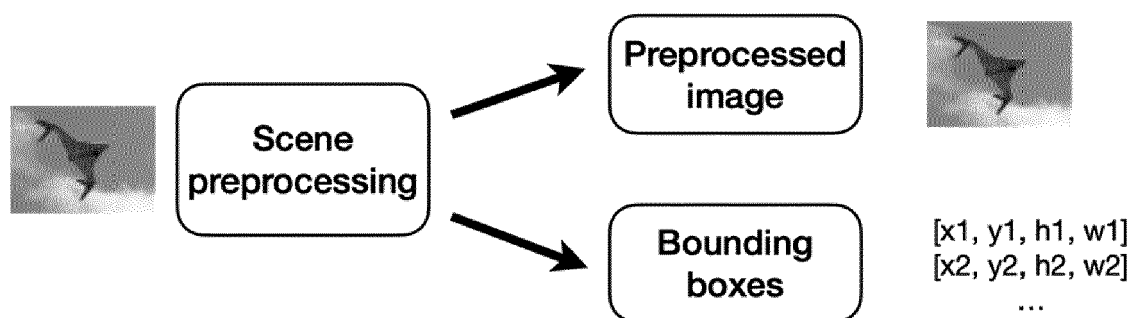 Scene
preprocessing
Preprocessed
image
Bounding
boxes
[x1, y1, h1, w1]
[x2, y2, h2, w2]
...